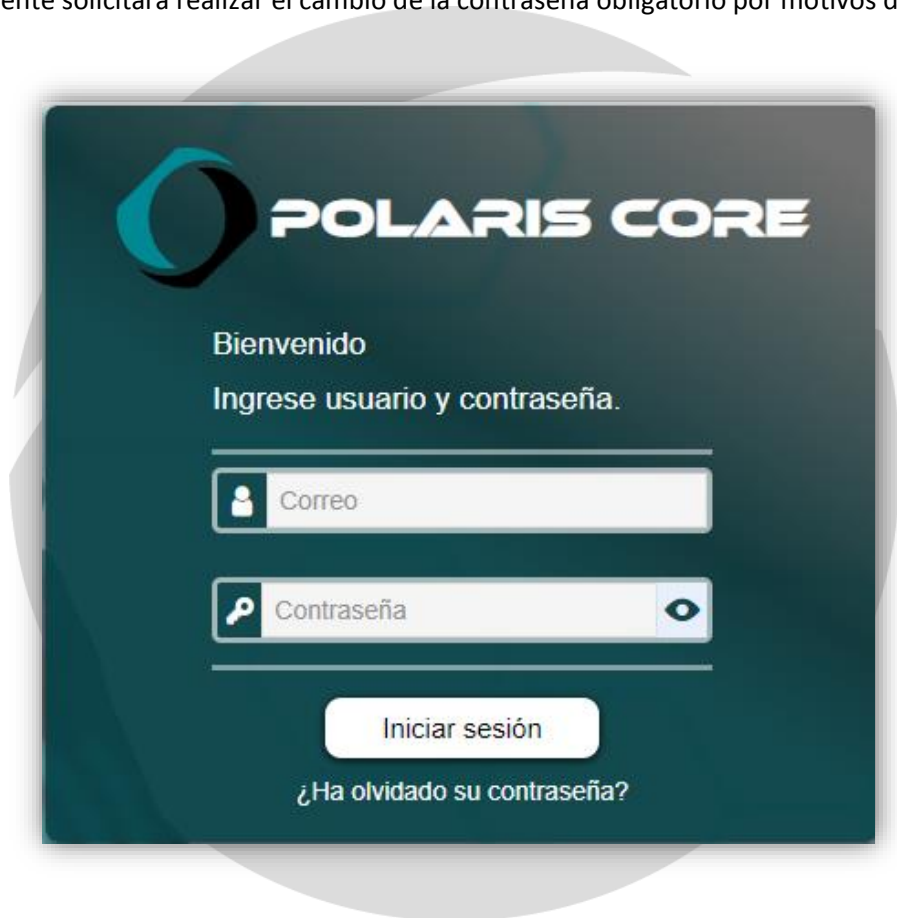 solicitará realizar el cambio de la contraseña obligatorio por motivos
POLARIS CORE
Bienvenido
Ingrese usuario y contraseña.
Correo
Contraseña
Iniciar sesión
¿Ha olvidado su contraseña?